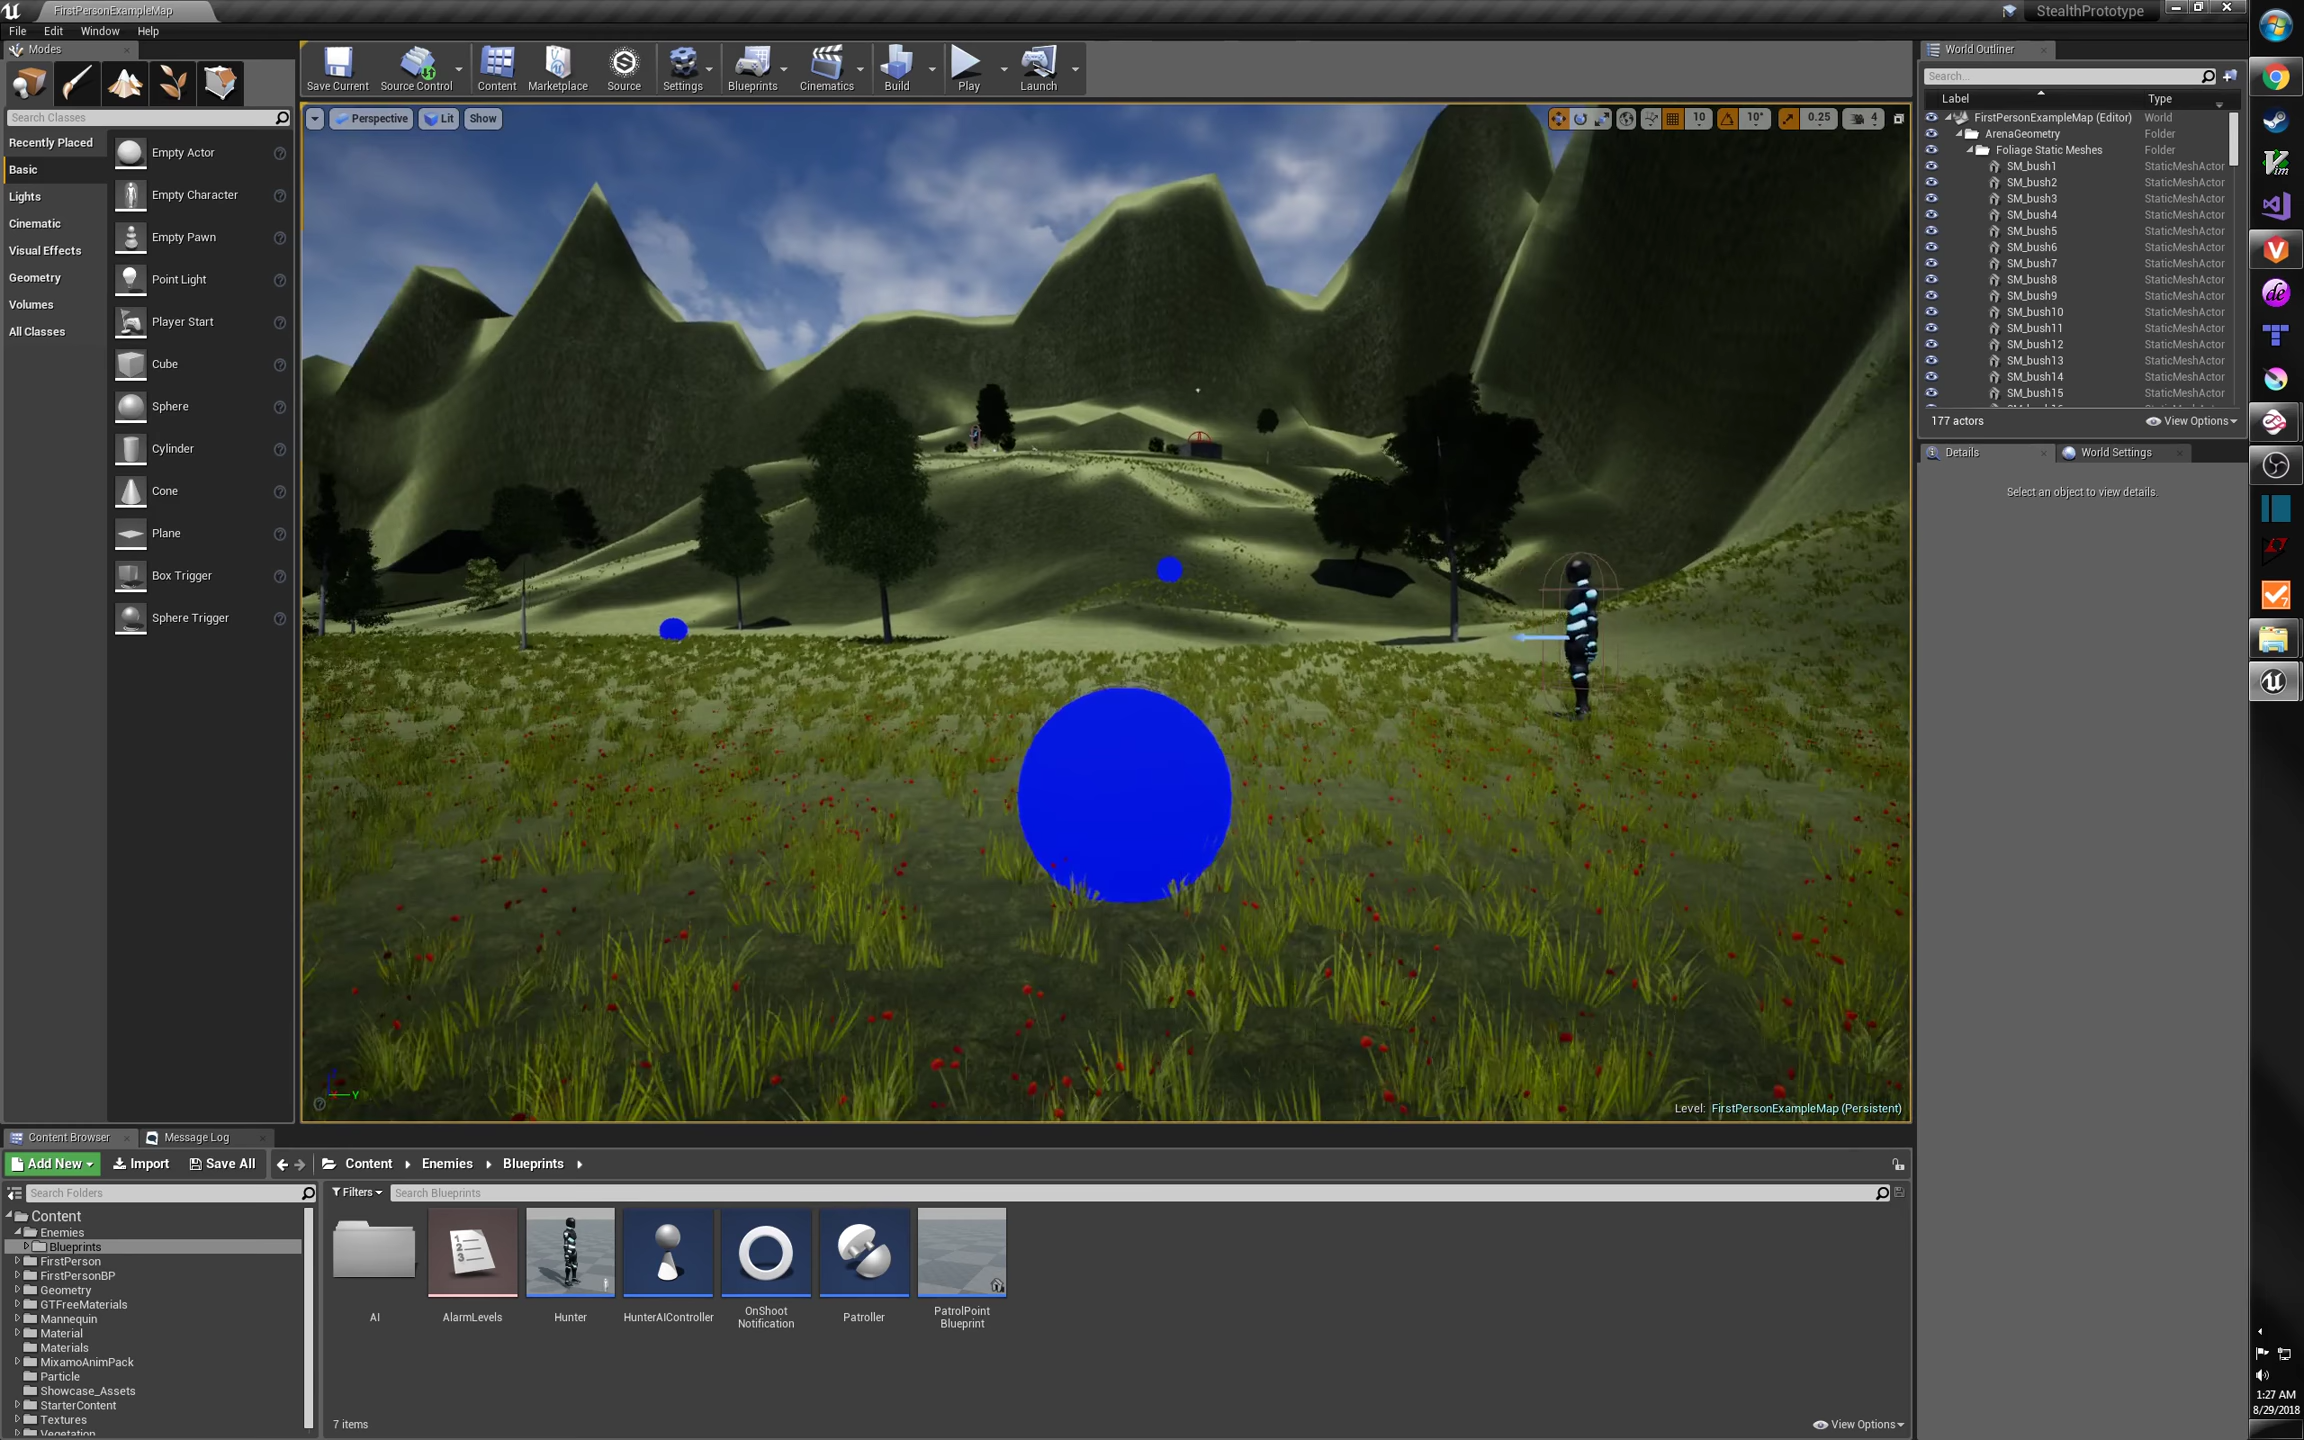 FirstPersonExampleMap
StealthPrototype
File Edit Window Help
Modes
Search Classes
Recently Placed
Basic
Lights
Cinematic
Visual Effects
Geometry
Volumes
All Classes
Empty Actor
Empty Character
Empty Pawn
Point Light
Player Start
Cube
Sphere
Cylinder
Cone
Plane
Box Trigger
Sphere Trigger
Save Current
Source Control
Content
Marketplace
Source
Settings
Blueprints
Cinematics
Build
Play
Launch
Perspective
Lit
Show
10
10°
0.25
4
Y
Level: FirstPersonExampleMap (Persistent)
World Outliner
Search...
Label Type
FirstPersonExampleMap (Editor) World
ArenaGeometry Folder
Foliage Static Meshes Folder
SM_bush1 StaticMeshActor
SM_bush2 StaticMeshActor
SM_bush3 StaticMeshActor
SM_bush4 StaticMeshActor
SM_bush5 StaticMeshActor
SM_bush6 StaticMeshActor
SM_bush7 StaticMeshActor
SM_bush8 StaticMeshActor
SM_bush9 StaticMeshActor
SM_bush10 StaticMeshActor
SM_bush11 StaticMeshActor
SM_bush12 StaticMeshActor
SM_bush13 StaticMeshActor
SM_bush14 StaticMeshActor
SM_bush15 StaticMeshActor
177 actors
View Options
Details
World Settings
Select an object to view details.
Content Browser
Message Log
Add New
Import
Save All
Content
Enemies
Blueprints
Search Folders
Content
Enemies
Blueprints
FirstPerson
FirstPersonBP
Geometry
GTFreeMaterials
Mannequin
Material
Materials
MixamoAnimPack
Particle
Showcase_Assets
StarterContent
Textures
Vegetation
Filters
Search Blueprints
AI
AlarmLevels
Hunter
HunterAIController
OnShoot
Notification
Patroller
PatrolPoint
Blueprint
7 items
View Options
Vim
de
1:27 AM
8/29/2018